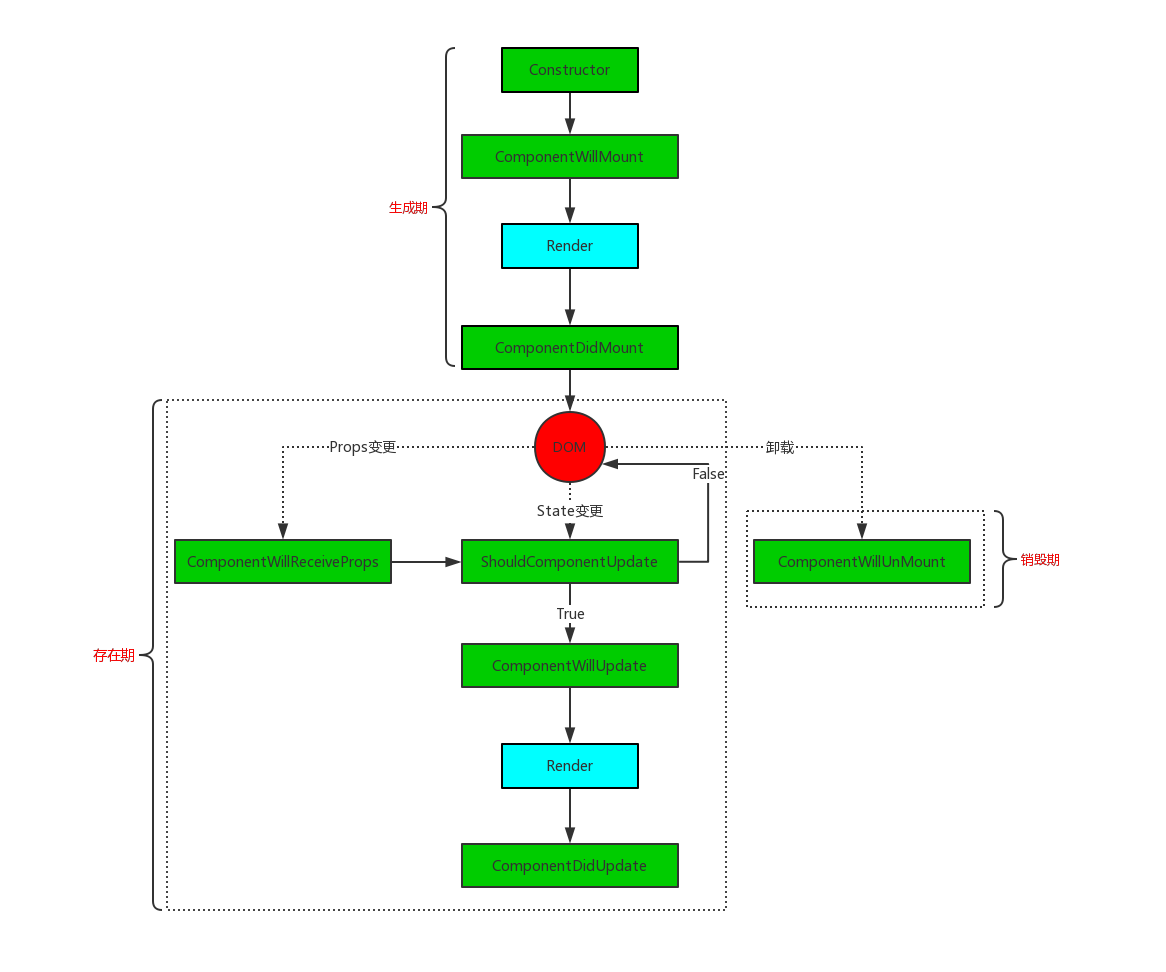 Constructor
ComponentWillMount
生成期
Render
ComponentDidMount
DOM
Props变更
卸载
False
State变更
ComponentWillReceiveProps
ShouldComponentUpdate
ComponentWillUnMount
销毁期
True
存在期
ComponentWillUpdate
Render
ComponentDidUpdate